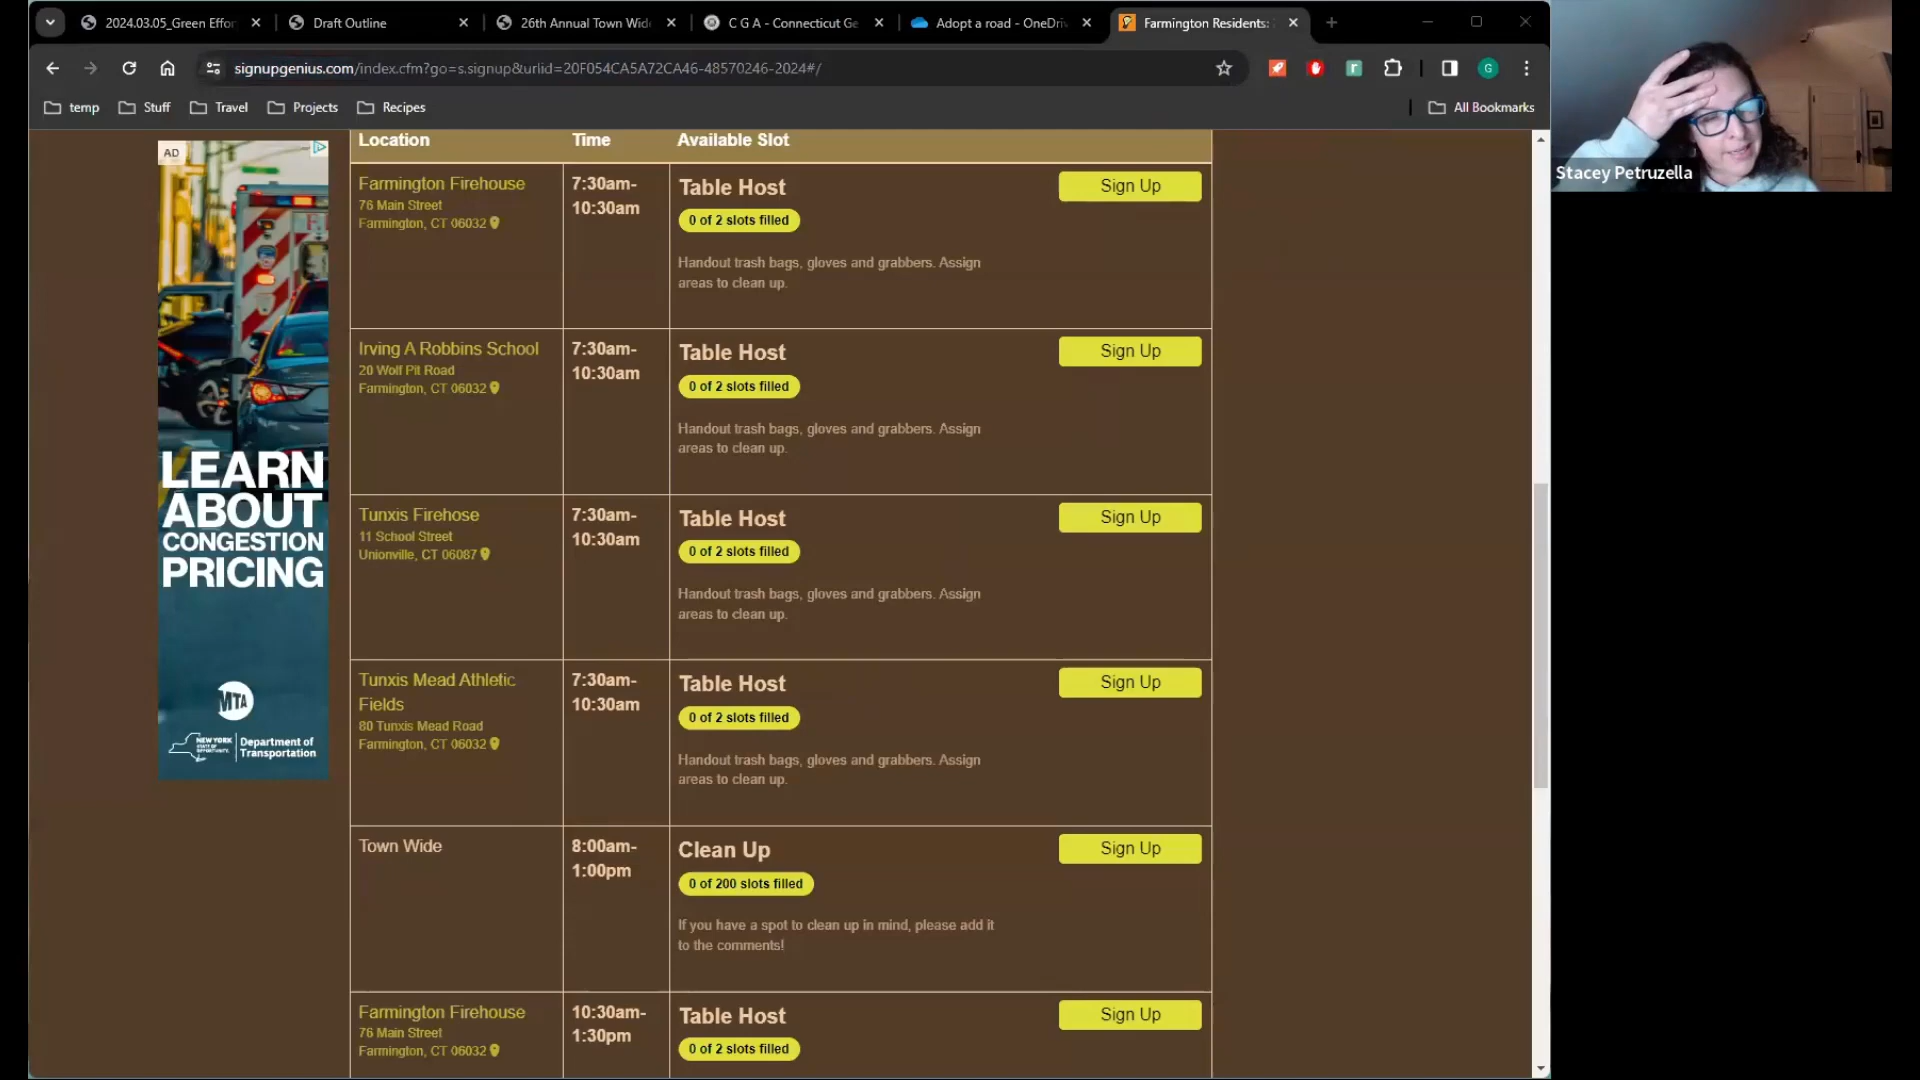 2024.03.05_Green Effor
Draft Outline
26th Annual Town Wid
C G A - Connecticut Ge
Adopt a road - OneDriv
Farmington Residents:
signupgenius.com/index.cfm?go=s.signup&urlid=20F054CA5A72CA46-48570246-2024#/
G
temp
Stuff
Travel
Projects
Recipes
All Bookmarks
Stacey Petruzella
AD
LEARN
ABOUT
CONGESTION
PRICING
MTA
NEW YORK
STATE OF
OPPORTUNITY.
Department of
Transportation
Location
Time
Available Slot
Farmington Firehouse
76 Main Street
Farmington, CT 06032
7:30am-
10:30am
Table Host
0 of 2 slots filled
Handout trash bags, gloves and grabbers. Assign
areas to clean up.
Sign Up
Irving A Robbins School
20 Wolf Pit Road
Farmington, CT 06032
7:30am-
10:30am
Table Host
0 of 2 slots filled
Handout trash bags, gloves and grabbers. Assign
areas to clean up.
Sign Up
Tunxis Firehose
11 School Street
Unionville, CT 06087
7:30am-
10:30am
Table Host
0 of 2 slots filled
Handout trash bags, gloves and grabbers. Assign
areas to clean up.
Sign Up
Tunxis Mead Athletic
Fields
80 Tunxis Mead Road
Farmington, CT 06032
7:30am-
10:30am
Table Host
0 of 2 slots filled
Handout trash bags, gloves and grabbers. Assign
areas to clean up.
Sign Up
Town Wide
8:00am-
1:00pm
Clean Up
0 of 200 slots filled
If you have a spot to clean up in mind, please add it
to the comments!
Sign Up
Farmington Firehouse
76 Main Street
Farmington, CT 06032
10:30am-
1:30pm
Table Host
0 of 2 slots filled
Sign Up